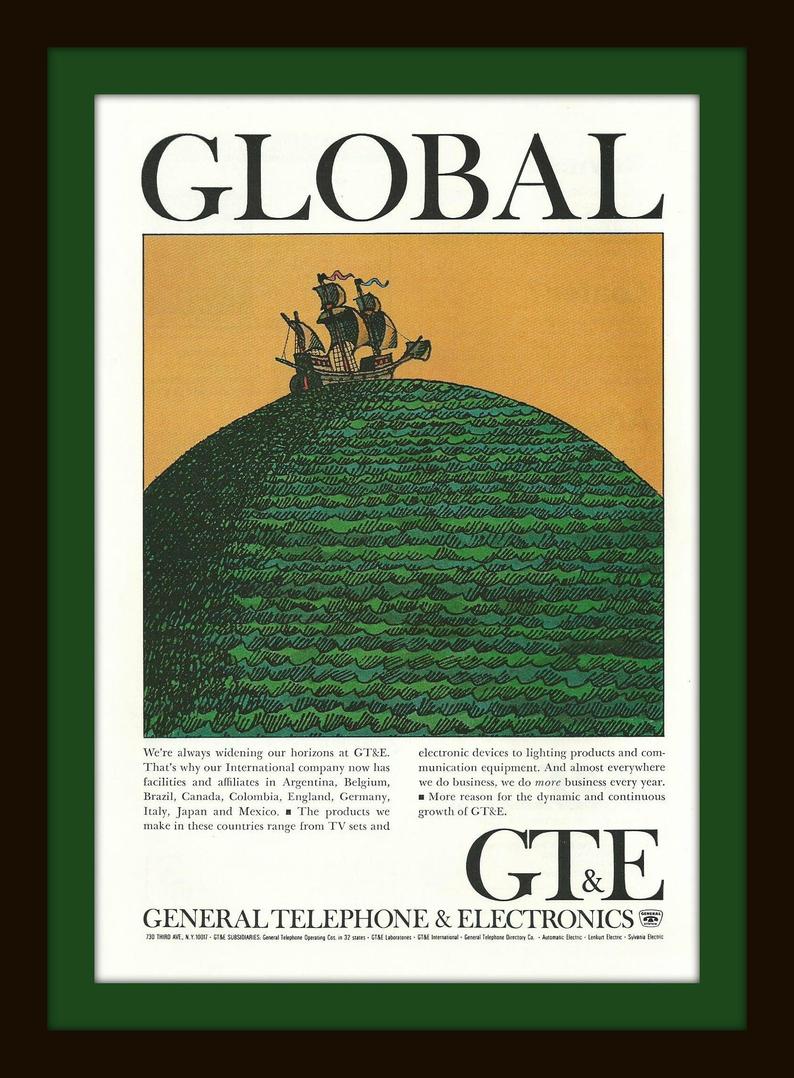 GLOBAL
We're always widening our horizons at GT&E.
That's why our International company now has
facilities and affiliates in Argentina, Belgium,
Brazil, Canada, Colombia, England, Germany,
Italy, Japan and Mexico. ■ The products we
make in these countries range from TV sets and
electronic devices to lighting products and com-
munication equipment. And almost everywhere
we do business, we do more business every year.
■ More reason for the dynamic and continuous
growth of GT&E.
GT&E
GENERAL TELEPHONE & ELECTRONICS
GENERAL
SYSTEM
730 THIRD AVE., N.Y. 10017 • GT&E SUBSIDIARIES: General Telephone Operating Cos. in 32 states • GT&E Laboratories • GT&E International • General Telephone Directory Co. • Automatic Electric • Lenkurt Electric • Sylvania Electric